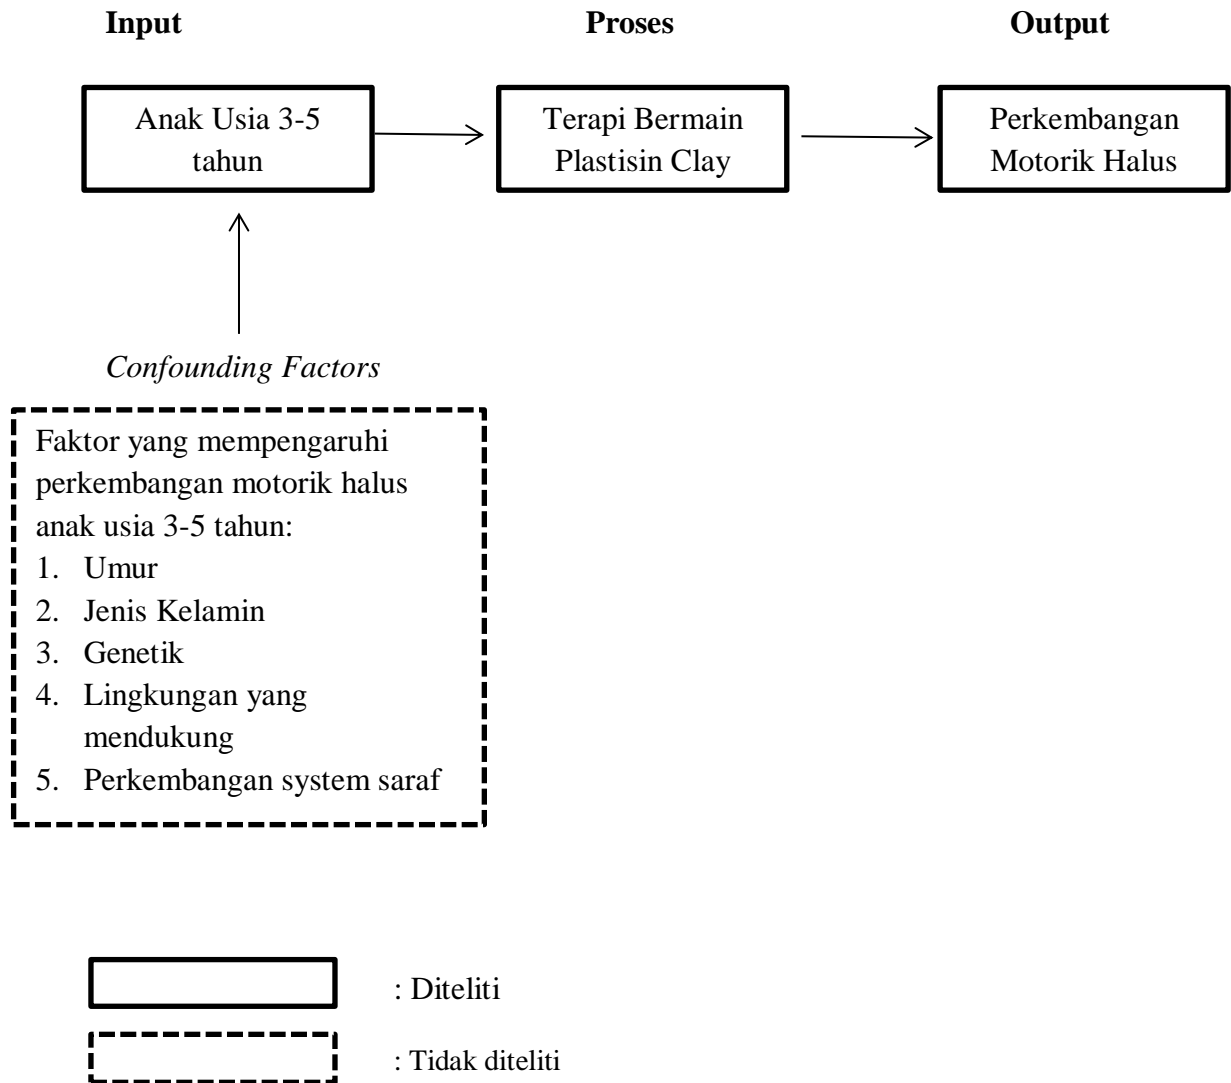 Input Proses Output
Anak Usia 3-5
tahun
Terapi Bermain
Plastisin Clay
Perkembangan
Motorik Halus
Confounding Factors
Faktor yang mempengaruhi
perkembangan motorik halus
anak usia 3-5 tahun:
1. Umur
2. Jenis Kelamin
3. Genetik
4. Lingkungan yang
mendukung
5. Perkembangan system saraf
: Diteliti
: Tidak diteliti